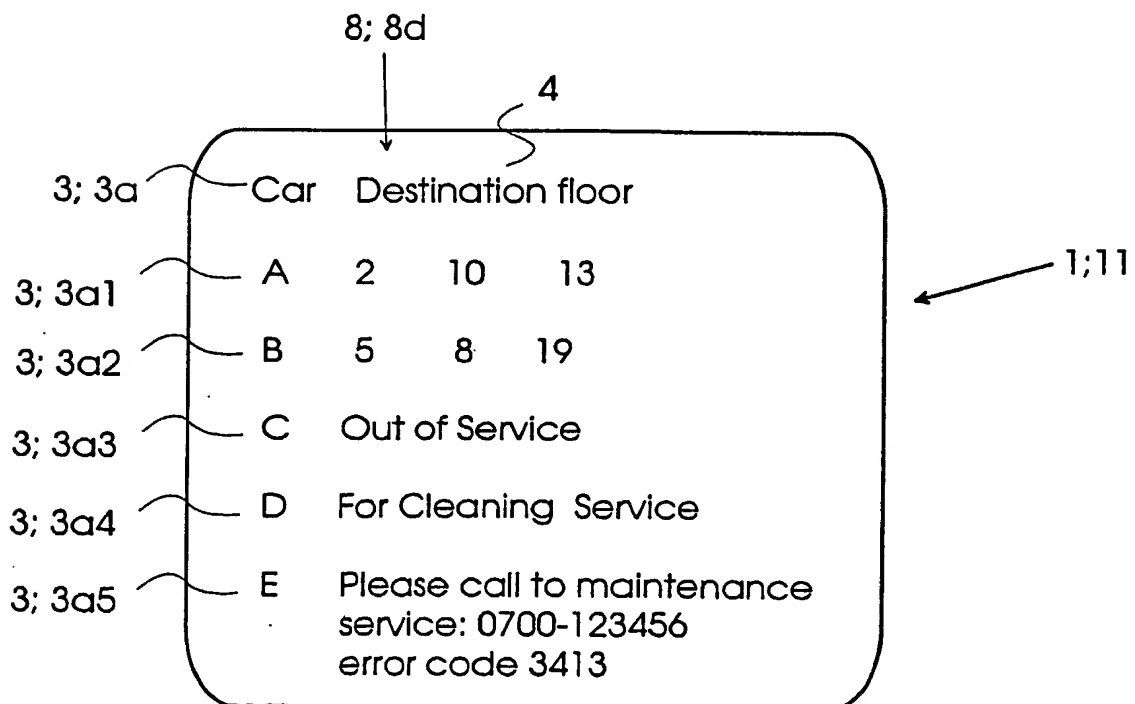 8; 8d
4
3; 3a Car Destination floor
3; 3a1 A 2 10 13
1;11
3; 3a2 B 5 8 19
3; 3a3 C Out of Service
3; 3a4 D For Cleaning Service
3; 3a5 E Please call to maintenance
service: 0700-123456
error code 3413